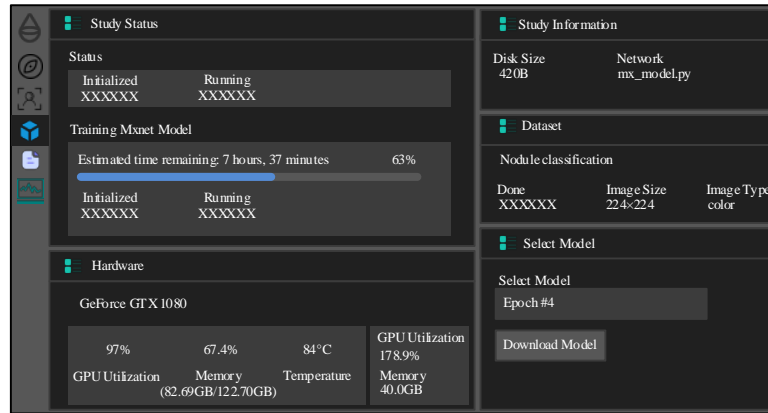 Study Status
Status
Initialized Running
XXXXXX XXXXXX
Training Mxnet Model
Estimated time remaining: 7 hours, 37 minutes 63%
Initialized Running
XXXXXX XXXXXX
Hardware
GeForce GTX 1080
97% 67.4% 84°C
GPU Utilization Memory Temperature
(82.69GB/122.70GB)
GPU Utilization
178.9%
Memory
40.0GB
Study Information
Disk Size Network
420B mx_model.py
Dataset
Nodule classification
Done Image Size Image Type
XXXXXX 224×224 color
Select Model
Select Model
Epoch #4
Download Model